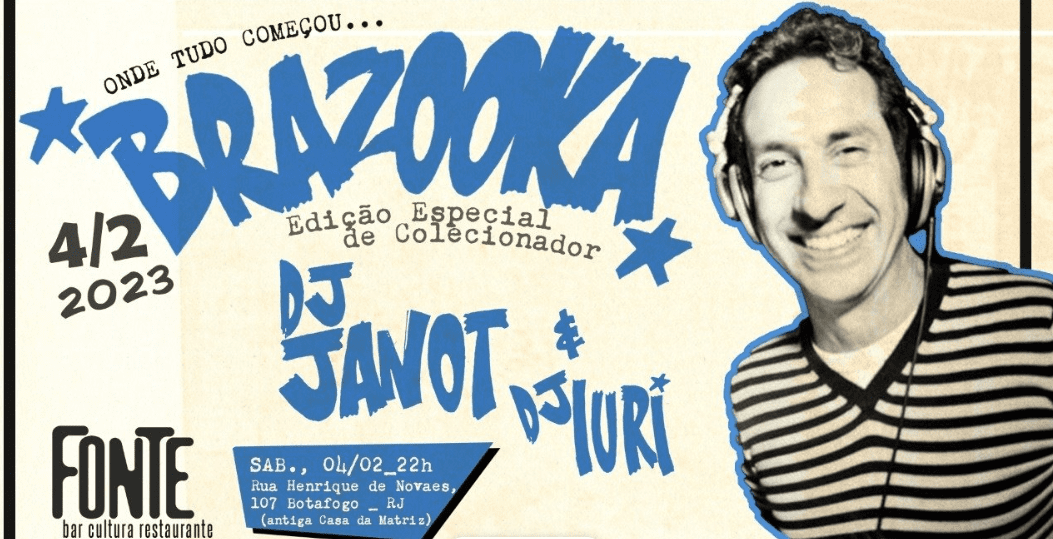 ONDE TUDO COMEÇOU...
BRAZOOKA
Edição Especial
de Colecionador
4/2
2023
DJ
JANOT
&
DJ IURI
FONTE
bar cultura restaurante
SAB., 04/02_22h
Rua Henrique de Novaes,
107 Botafogo _ RJ
(antiga Casa da Matriz)